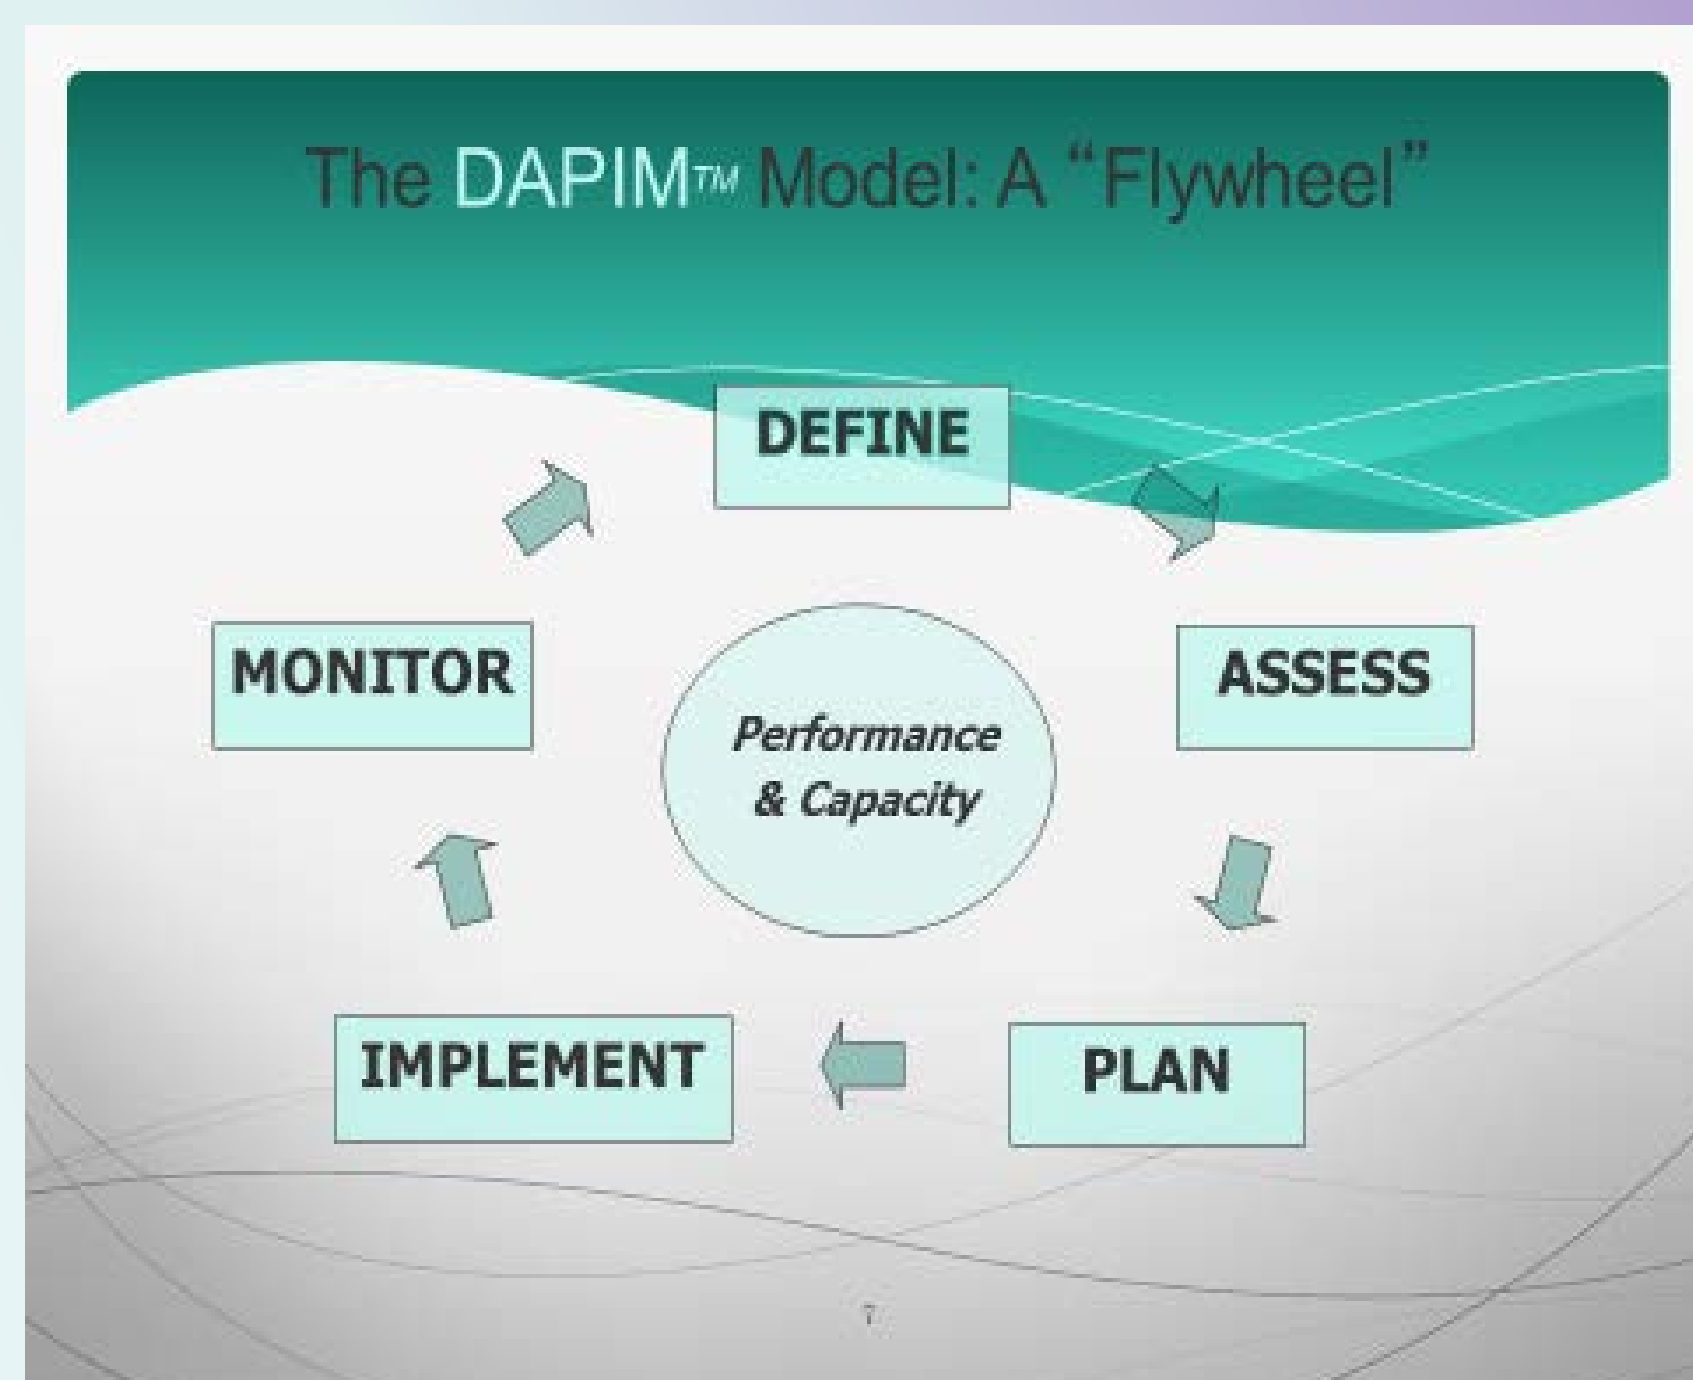 The DAPIM™ Model: A “Flywheel”
DEFINE
ASSESS
PLAN
IMPLEMENT
MONITOR
Performance
& Capacity
7